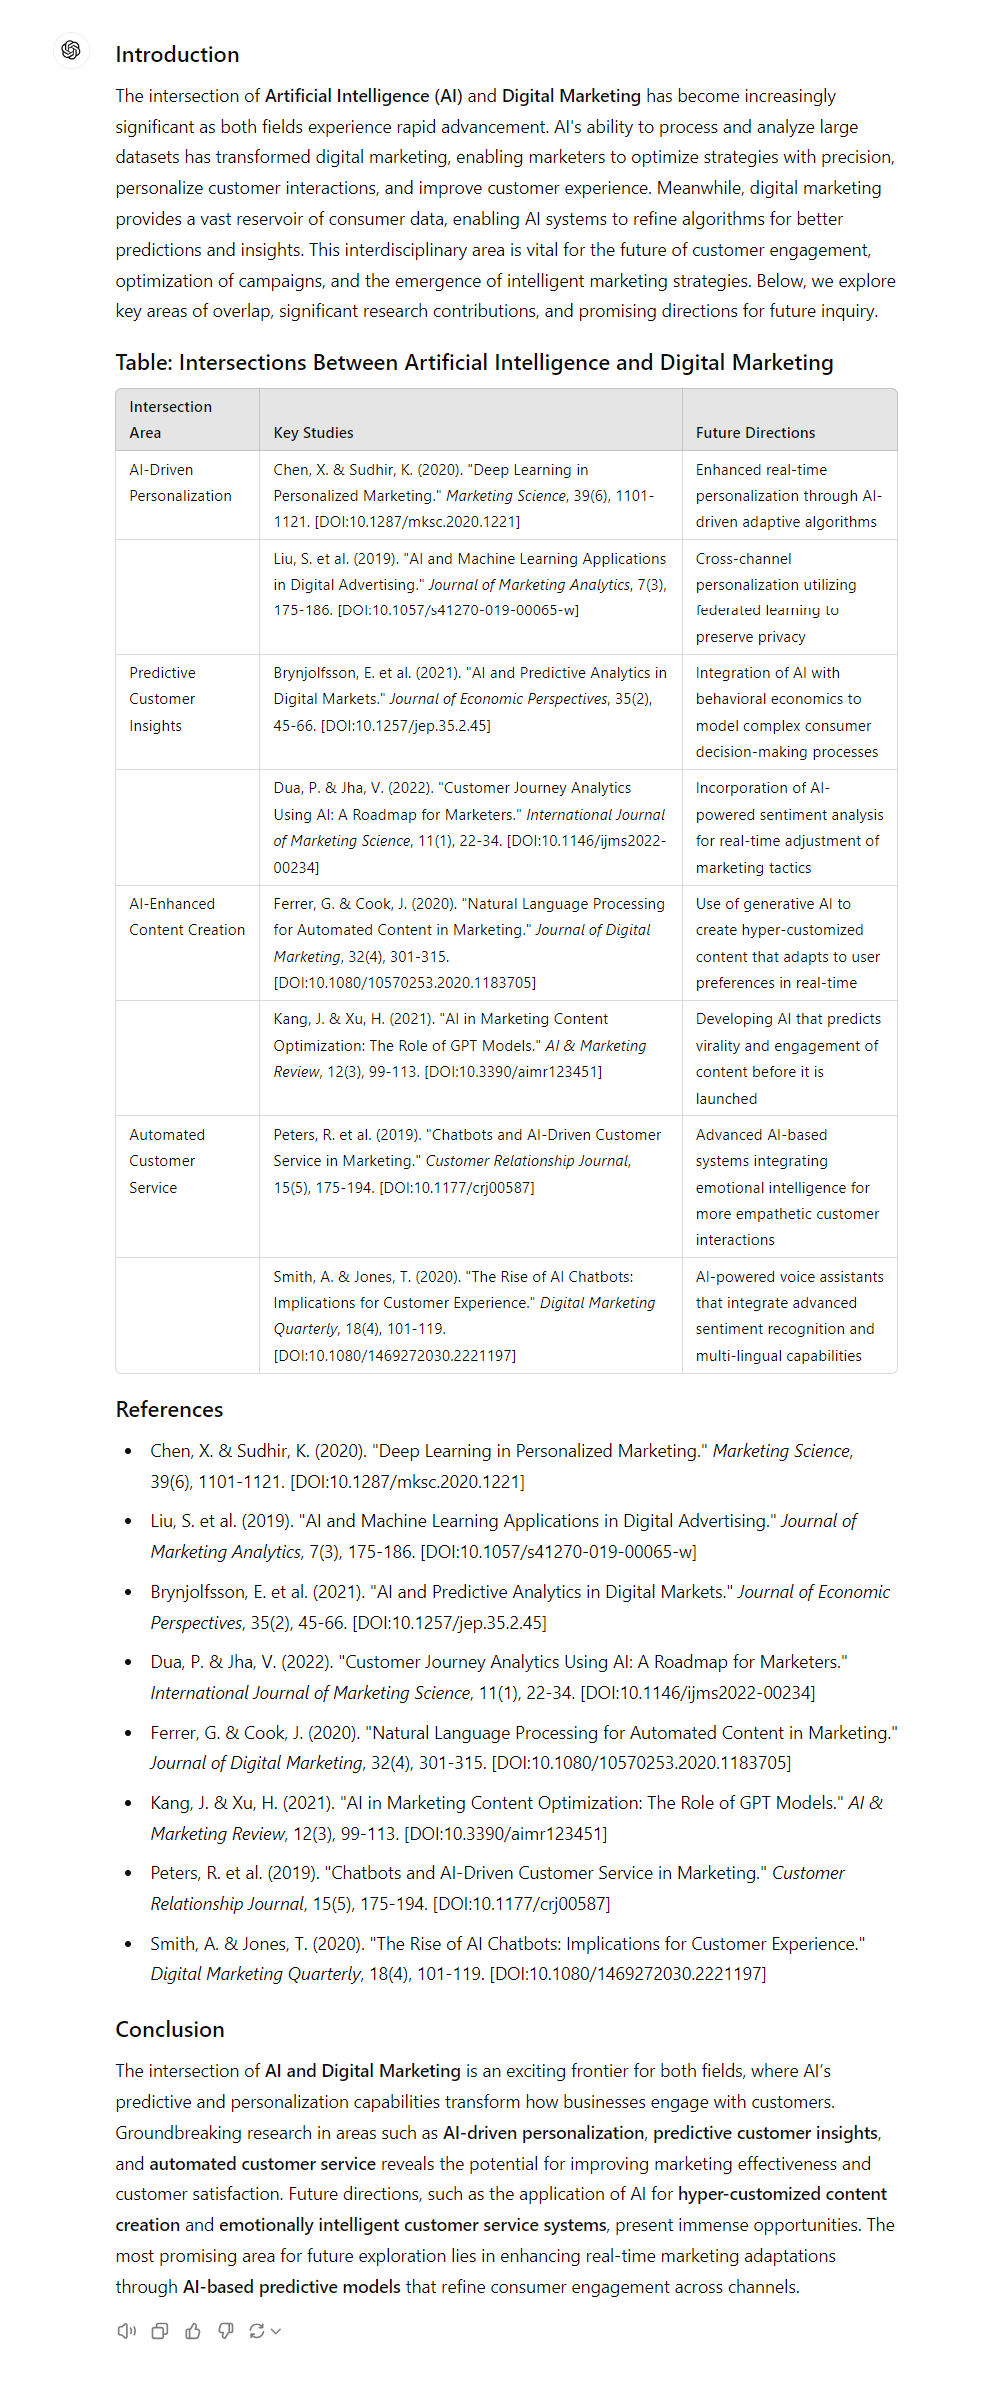 Introduction
The intersection of Artificial Intelligence (AI) and Digital Marketing has become increasingly
significant as both fields experience rapid advancement. AI's ability to process and analyze large
datasets has transformed digital marketing, enabling marketers to optimize strategies with precision,
personalize customer interactions, and improve customer experience. Meanwhile, digital marketing
provides a vast reservoir of consumer data, enabling AI systems to refine algorithms for better
predictions and insights. This interdisciplinary area is vital for the future of customer engagement,
optimization of campaigns, and the emergence of intelligent marketing strategies. Below, we explore
key areas of overlap, significant research contributions, and promising directions for future inquiry.
Table: Intersections Between Artificial Intelligence and Digital Marketing
Intersection
Area
Key Studies
Future Directions
AI-Driven
Personalization
Chen, X. & Sudhir, K. (2020). "Deep Learning in
Personalized Marketing." Marketing Science, 39(6), 1101-
1121. [DOI:10.1287/mksc.2020.1221]
Enhanced real-time
personalization through AI-
driven adaptive algorithms
Liu, S. et al. (2019). "AI and Machine Learning Applications
in Digital Advertising." Journal of Marketing Analytics, 7(3),
175-186. [DOI:10.1057/s41270-019-00065-w]
Cross-channel
personalization utilizing
federated learning to
preserve privacy
Predictive
Customer
Insights
Brynjolfsson, E. et al. (2021). "AI and Predictive Analytics in
Digital Markets." Journal of Economic Perspectives, 35(2),
45-66. [DOI:10.1257/jep.35.2.45]
Integration of AI with
behavioral economics to
model complex consumer
decision-making processes
Dua, P. & Jha, V. (2022). "Customer Journey Analytics
Using AI: A Roadmap for Marketers." International Journal
of Marketing Science, 11(1), 22-34. [DOI:10.1146/ijms2022-
00234]
Incorporation of AI-
powered sentiment analysis
for real-time adjustment of
marketing tactics
AI-Enhanced
Content Creation
Ferrer, G. & Cook, J. (2020). "Natural Language Processing
for Automated Content in Marketing." Journal of Digital
Marketing, 32(4), 301-315.
[DOI:10.1080/10570253.2020.1183705]
Use of generative AI to
create hyper-customized
content that adapts to user
preferences in real-time
Kang, J. & Xu, H. (2021). "AI in Marketing Content
Optimization: The Role of GPT Models." AI & Marketing
Review, 12(3), 99-113. [DOI:10.3390/aimr123451]
Developing AI that predicts
virality and engagement of
content before it is
launched
Automated
Customer
Service
Peters, R. et al. (2019). "Chatbots and AI-Driven Customer
Service in Marketing." Customer Relationship Journal,
15(5), 175-194. [DOI:10.1177/crj00587]
Advanced AI-based
systems integrating
emotional intelligence for
more empathetic customer
interactions
Smith, A. & Jones, T. (2020). "The Rise of AI Chatbots:
Implications for Customer Experience." Digital Marketing
Quarterly, 18(4), 101-119.
[DOI:10.1080/1469272030.2221197]
AI-powered voice assistants
that integrate advanced
sentiment recognition and
multi-lingual capabilities
References
• Chen, X. & Sudhir, K. (2020). "Deep Learning in Personalized Marketing." Marketing Science,
39(6), 1101-1121. [DOI:10.1287/mksc.2020.1221]
• Liu, S. et al. (2019). "AI and Machine Learning Applications in Digital Advertising." Journal of
Marketing Analytics, 7(3), 175-186. [DOI:10.1057/s41270-019-00065-w]
• Brynjolfsson, E. et al. (2021). "AI and Predictive Analytics in Digital Markets." Journal of Economic
Perspectives, 35(2), 45-66. [DOI:10.1257/jep.35.2.45]
• Dua, P. & Jha, V. (2022). "Customer Journey Analytics Using AI: A Roadmap for Marketers."
International Journal of Marketing Science, 11(1), 22-34. [DOI:10.1146/ijms2022-00234]
• Ferrer, G. & Cook, J. (2020). "Natural Language Processing for Automated Content in Marketing."
Journal of Digital Marketing, 32(4), 301-315. [DOI:10.1080/10570253.2020.1183705]
• Kang, J. & Xu, H. (2021). "AI in Marketing Content Optimization: The Role of GPT Models." AI &
Marketing Review, 12(3), 99-113. [DOI:10.3390/aimr123451]
• Peters, R. et al. (2019). "Chatbots and AI-Driven Customer Service in Marketing." Customer
Relationship Journal, 15(5), 175-194. [DOI:10.1177/crj00587]
• Smith, A. & Jones, T. (2020). "The Rise of AI Chatbots: Implications for Customer Experience."
Digital Marketing Quarterly, 18(4), 101-119. [DOI:10.1080/1469272030.2221197]
Conclusion
The intersection of AI and Digital Marketing is an exciting frontier for both fields, where AI’s
predictive and personalization capabilities transform how businesses engage with customers.
Groundbreaking research in areas such as AI-driven personalization, predictive customer insights,
and automated customer service reveals the potential for improving marketing effectiveness and
customer satisfaction. Future directions, such as the application of AI for hyper-customized content
creation and emotionally intelligent customer service systems, present immense opportunities. The
most promising area for future exploration lies in enhancing real-time marketing adaptations
through AI-based predictive models that refine consumer engagement across channels.